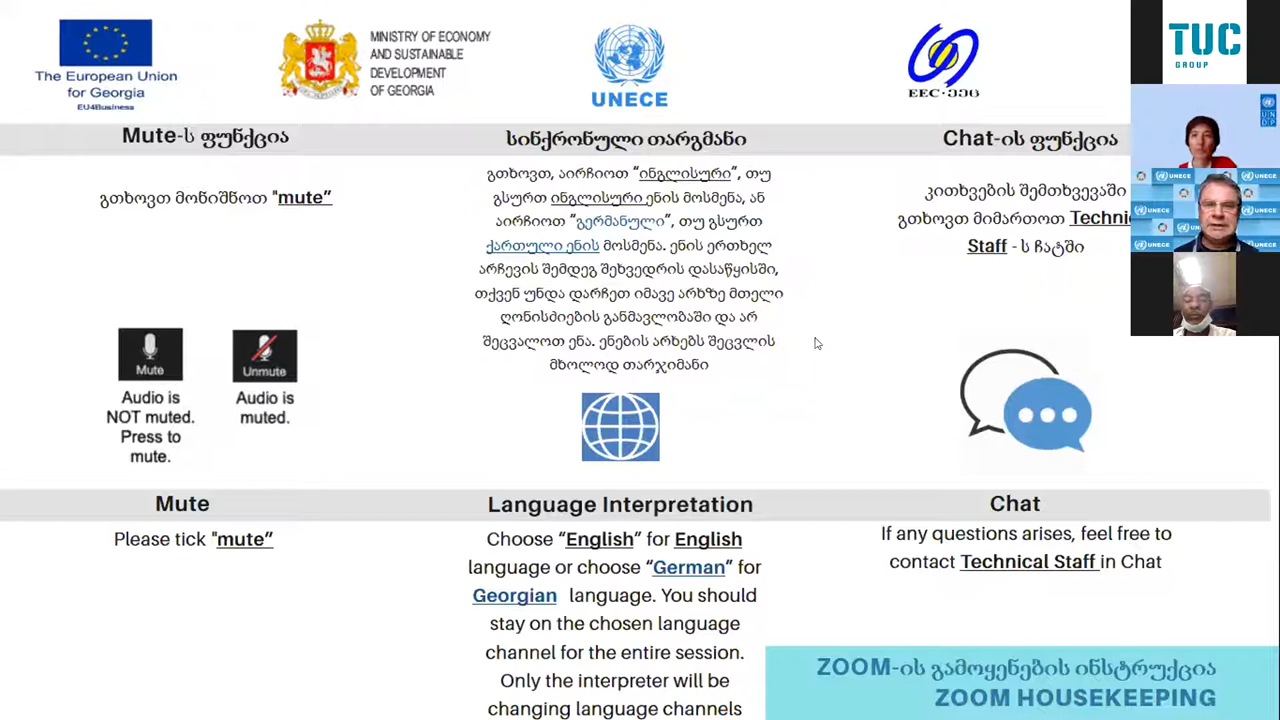 The European Union
for Georgia
EU4Business
MINISTRY OF ECONOMY
AND SUSTAINABLE
DEVELOPMENT
OF GEORGIA
UNECE
EEC·ეეც
TUC
GROUP
Mute-ს ფუნქცია
გთხოვთ მონიშნოთ "mute”
Mute
Unmute
Audio is
NOT muted.
Press to
mute.
Audio is
muted.
სინქრონული თარგმანი
გთხოვთ, აირჩიოთ “ინგლისური”, თუ
გსურთ ინგლისური ენის მოსმენა, ან
აირჩიოთ “გერმანული”, თუ გსურთ
ქართული ენის მოსმენა. ენის ერთხელ
არჩევის შემდეგ შეხვედრის დასაწყისში,
თქვენ უნდა დარჩეთ იმავე არხზე მთელი
ღონისძიების განმავლობაში და არ
შეცვალოთ ენა. ენების არხებს შეცვლის
მხოლოდ თარჯიმანი
Chat-ის ფუნქცია
კითხვების შემთხვევაში
გთხოვთ მიმართოთ Techni
Staff - ს ჩატში
UNDP
UNECE
UNECE
UNECE
UNECE
UNECE
Mute
Please tick "mute”
Language Interpretation
Choose “English” for English
language or choose “German” for
Georgian language. You should
stay on the chosen language
channel for the entire session.
Only the interpreter will be
changing language channels
Chat
If any questions arises, feel free to
contact Technical Staff in Chat
ZOOM-ის გამოყენების ინსტრუქცია
ZOOM HOUSEKEEPING